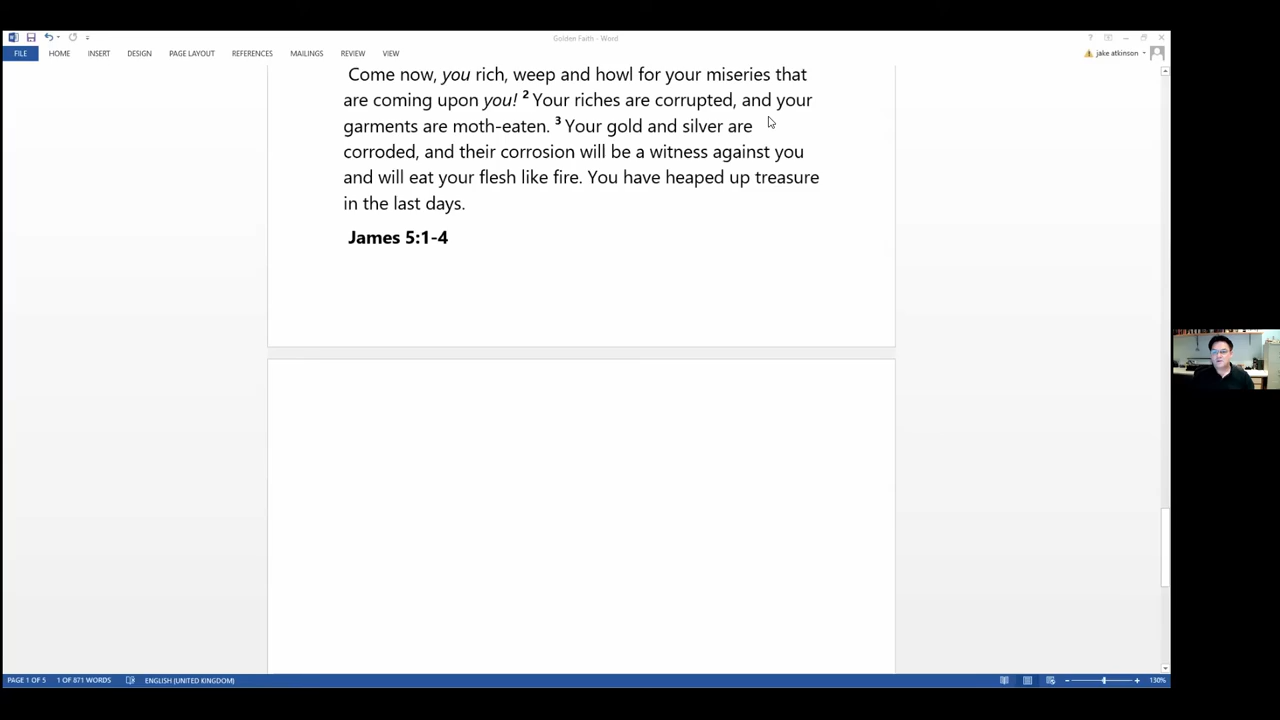 Golden Faith - Word
?
FILE HOME INSERT DESIGN PAGE LAYOUT REFERENCES MAILINGS REVIEW VIEW jake atkinson
Come now, you rich, weep and howl for your miseries that
are coming upon you! 2 Your riches are corrupted, and your
garments are moth-eaten. 3 Your gold and silver are
corroded, and their corrosion will be a witness against you
and will eat your flesh like fire. You have heaped up treasure
in the last days.
James 5:1-4
PAGE 1 OF 5 1 OF 871 WORDS ENGLISH (UNITED KINGDOM) 130%